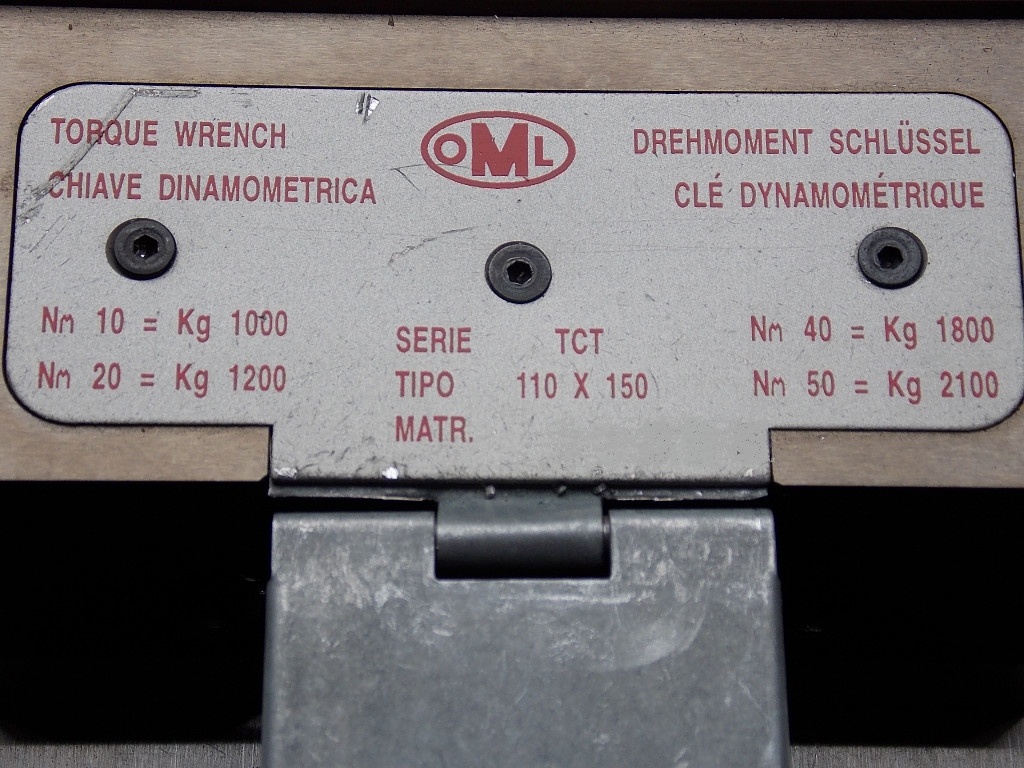 TORQUE WRENCH
CHIAVE DINAMOMETRICA
OML
DREHMOMENT SCHLÜSSEL
CLÉ DYNAMOMÉTRIQUE
Nm 10 = Kg 1000
Nm 20 = Kg 1200
SERIE TCT
TIPO 110 X 150
MATR.
Nm 40 = Kg 1800
Nm 50 = Kg 2100